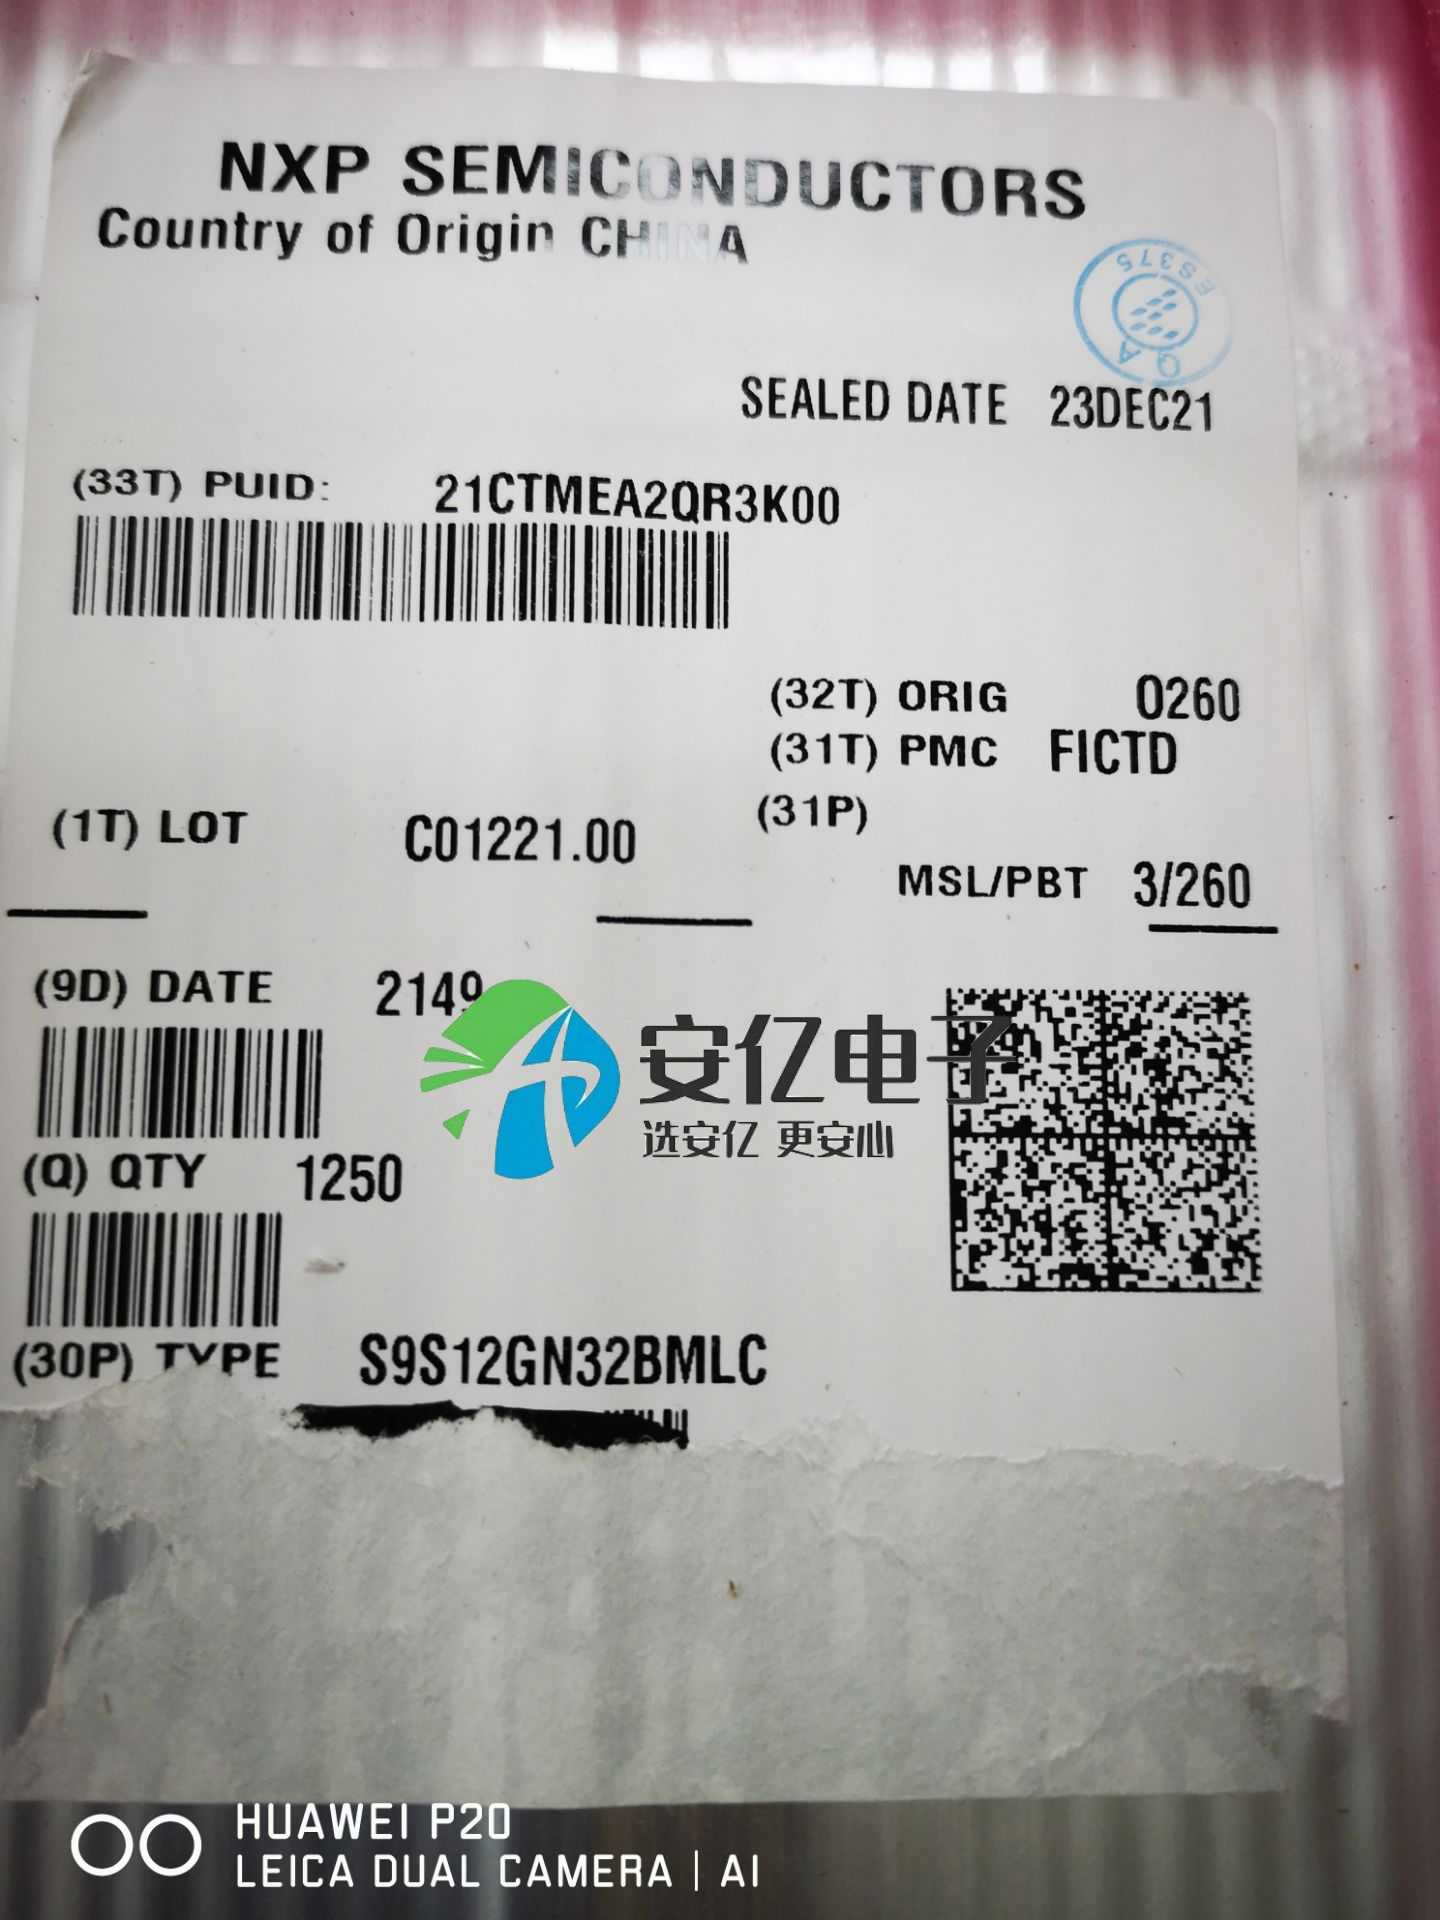 NXP SEMICONDUCTORS
Country of Origin CHINA
ES375
QA
SEALED DATE 23DEC21
(33T) PUID: 21CTMEA2QR3K00
(32T) ORIG O260
(31T) PMC FICTD
(31P)
(1T) LOT C01221.00
MSL/PBT 3/260
(9D) DATE 2149
安亿电子
选安亿 更安心
(Q) QTY 1250
(30P) TYPE S9S12GN32BMLC
HUAWEI P20
LEICA DUAL CAMERA | AI